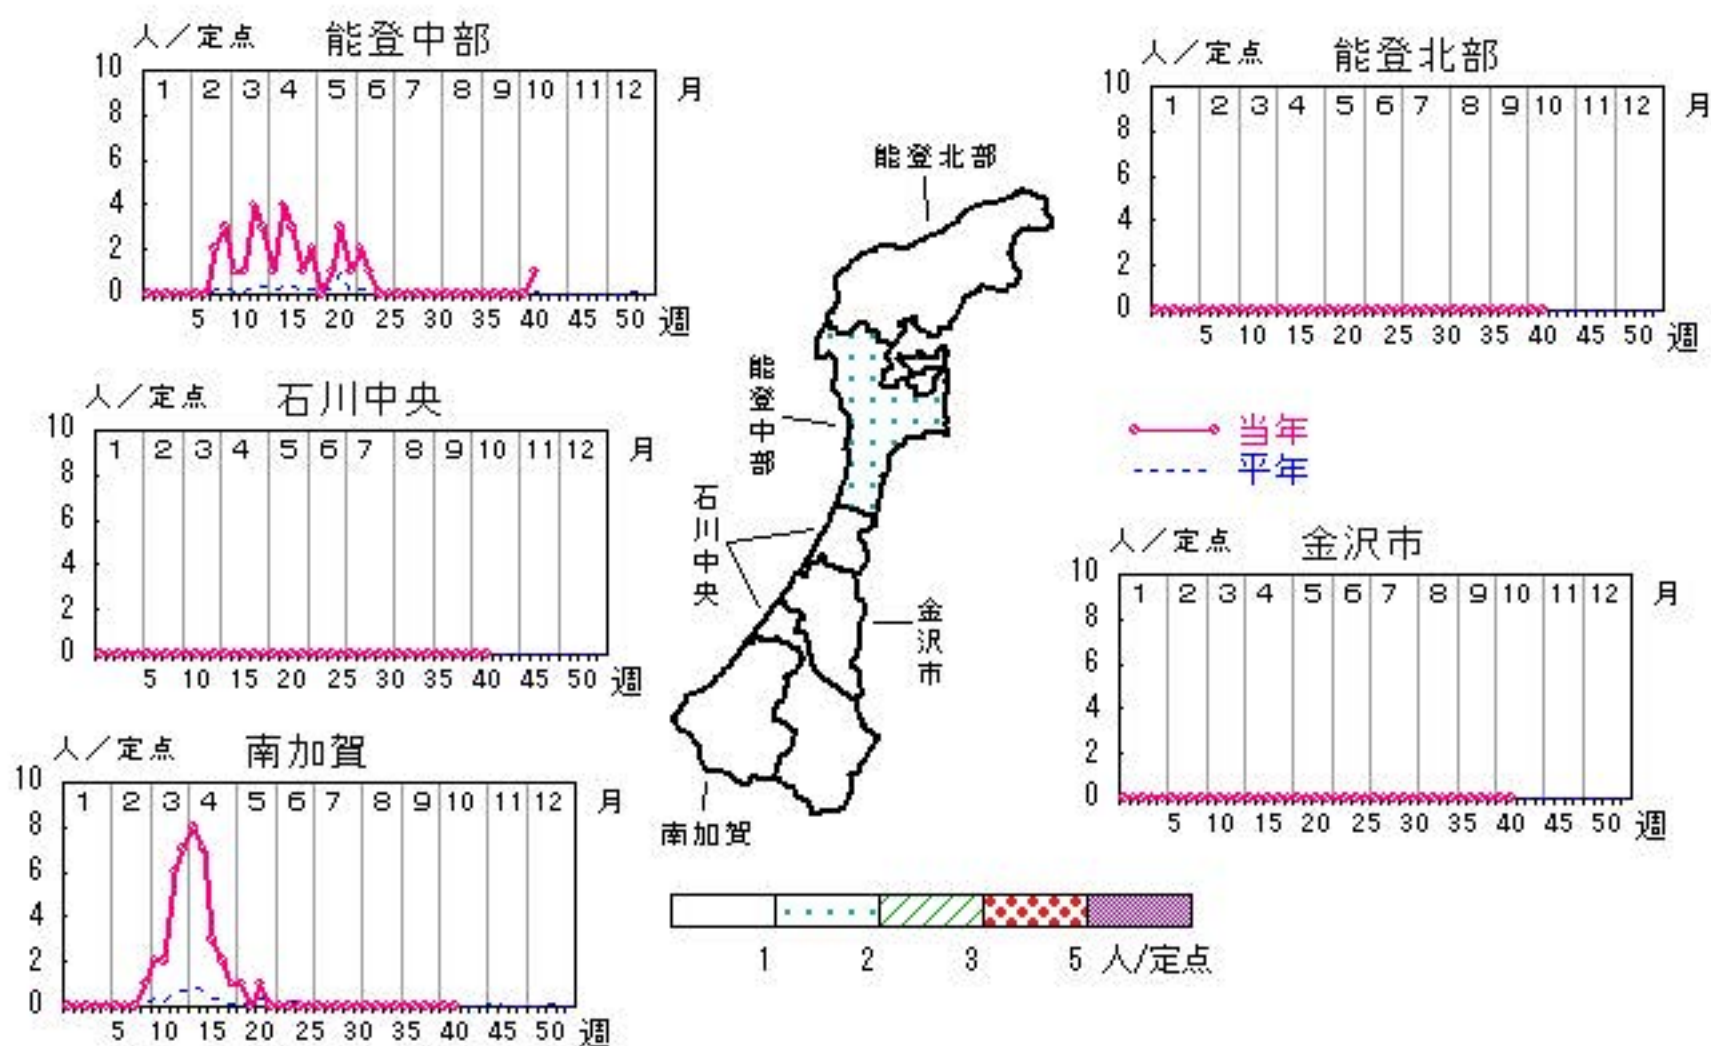 人／定点 能登中部
10 8 6 4 2 0
1 2 3 4 5 6 7 8 9 10 11 12 月
5 10 15 20 25 30 35 40 45 50 週
人／定点 能登北部
10 8 6 4 2 0
1 2 3 4 5 6 7 8 9 10 11 12 月
5 10 15 20 25 30 35 40 45 50 週
人／定点 石川中央
10 8 6 4 2 0
1 2 3 4 5 6 7 8 9 10 11 12 月
5 10 15 20 25 30 35 40 45 50 週
能登北部
能登中部
石川中央
金沢市
南加賀
当年
平年
人／定点 金沢市
10 8 6 4 2 0
1 2 3 4 5 6 7 8 9 10 11 12 月
5 10 15 20 25 30 35 40 45 50 週
人／定点 南加賀
10 8 6 4 2 0
1 2 3 4 5 6 7 8 9 10 11 12 月
5 10 15 20 25 30 35 40 45 50 週
1 2 3 5 人/定点